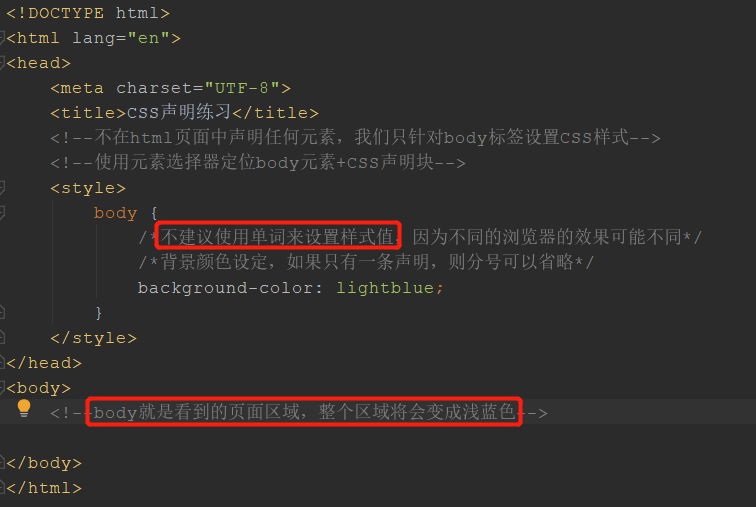 <!DOCTYPE html>
<html lang="en">
<head>
    <meta charset="UTF-8">
    <title>CSS声明练习</title>
    <!--不在html页面中声明任何元素，我们只针对body标签设置CSS样式-->
    <!--使用元素选择器定位body元素+CSS声明块-->
    <style>
        body {
            /*不建议使用单词来设置样式值，因为不同的浏览器的效果可能不同*/
            /*背景颜色设定，如果只有一条声明，则分号可以省略*/
            background-color: lightblue;
        }
    </style>
</head>
<body>
    <!--body就是看到的页面区域，整个区域将会变成浅蓝色-->
</body>
</html>